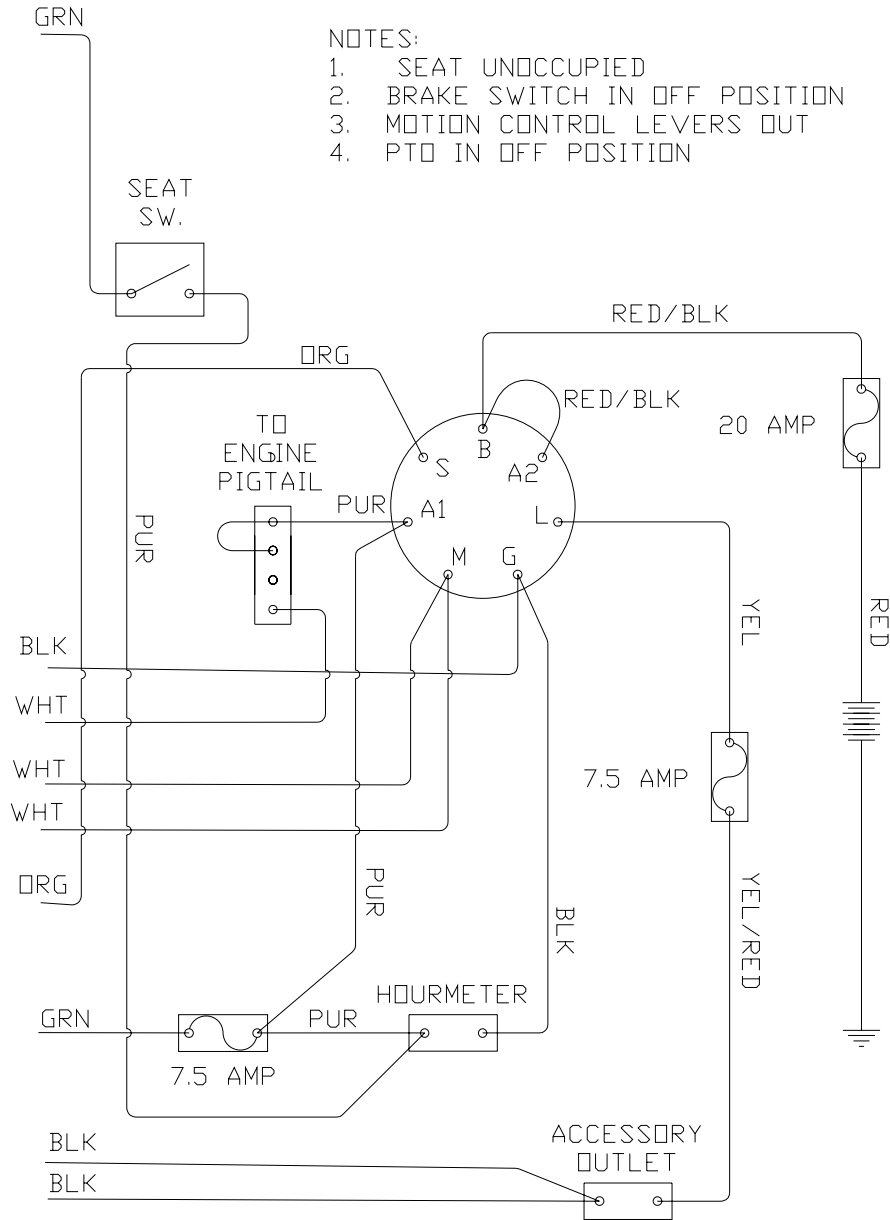 GRN
NOTES:
1. SEAT UNOCCUPIED
2. BRAKE SWITCH IN OFF POSITION
3. MOTION CONTROL LEVERS OUT
4. PTO IN OFF POSITION
SEAT
SW.
RED/BLK
ORG
RED/BLK
20 AMP
TO
ENGINE
PIGTAIL
B
S
A2
PUR
A1
L
PUR
M
G
YEL
RED
BLK
WHT
WHT
7.5 AMP
WHT
ORG
PUR
BLK
YEL/RED
HOURMETER
GRN
PUR
7.5 AMP
ACCESSORY
OUTLET
BLK
BLK